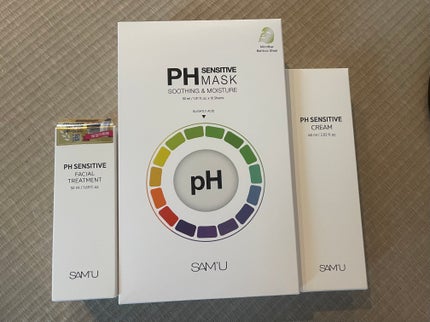 PH SENSITIVE
FACIAL
TREATMENT
SAM'U
PH SENSITIVE
MASK
SOOTHING & MOISTURE
pH
SAM'U
PH SENSITIVE
CREAM
SAM'U